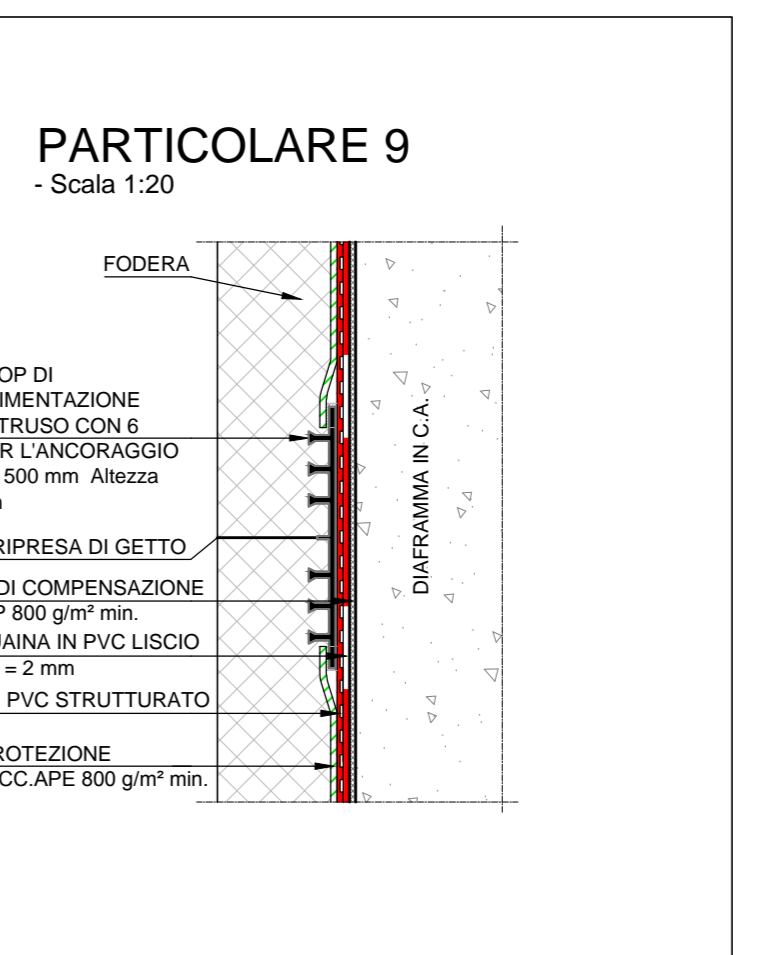 PARTICOLARE 9
- Scala 1:20
FODERA
OP DI
IMENTAZIONE
TRUSO CON 6
R L'ANCORAGGIO
500 mm Altezza
RIPRESA DI GETTO
DI COMPENSAZIONE
P 800 g/m² min.
UAINA IN PVC LISCIO
= 2 mm
PVC STRUTTURATO
ROTEZIONE
CC.APE 800 g/m² min.
DIAFRAMMA IN C.A.